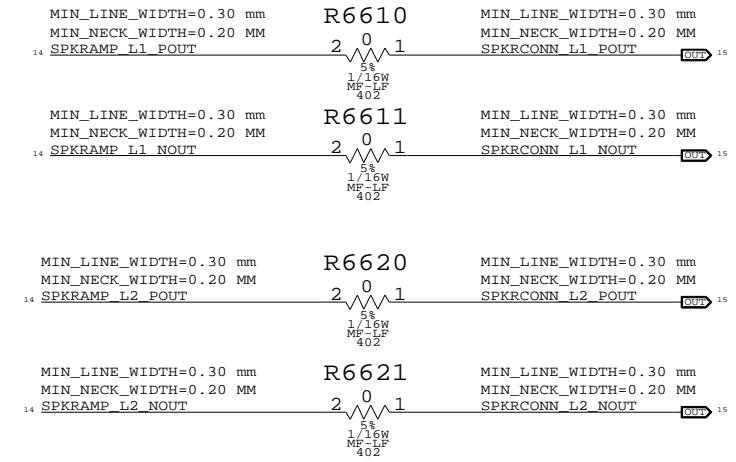 MIN_LINE_WIDTH=0.30 mm R6610 MIN_LINE_WIDTH=0.30 mm
MIN_NECK_WIDTH=0.20 MM 0 MIN_NECK_WIDTH=0.20 MM
14 SPKRAMP_L1_POUT 2 1 SPKRCONN_L1_POUT OUT 15
5%
1/16W
MF-LF
402
MIN_LINE_WIDTH=0.30 mm R6611 MIN_LINE_WIDTH=0.30 mm
MIN_NECK_WIDTH=0.20 MM 0 MIN_NECK_WIDTH=0.20 MM
14 SPKRAMP_L1_NOUT 2 1 SPKRCONN_L1_NOUT OUT 15
5%
1/16W
MF-LF
402
MIN_LINE_WIDTH=0.30 mm R6620 MIN_LINE_WIDTH=0.30 mm
MIN_NECK_WIDTH=0.20 MM 0 MIN_NECK_WIDTH=0.20 MM
14 SPKRAMP_L2_POUT 2 1 SPKRCONN_L2_POUT OUT 15
5%
1/16W
MF-LF
402
MIN_LINE_WIDTH=0.30 mm R6621 MIN_LINE_WIDTH=0.30 mm
MIN_NECK_WIDTH=0.20 MM 0 MIN_NECK_WIDTH=0.20 MM
14 SPKRAMP_L2_NOUT 2 1 SPKRCONN_L2_NOUT OUT 15
5%
1/16W
MF-LF
402